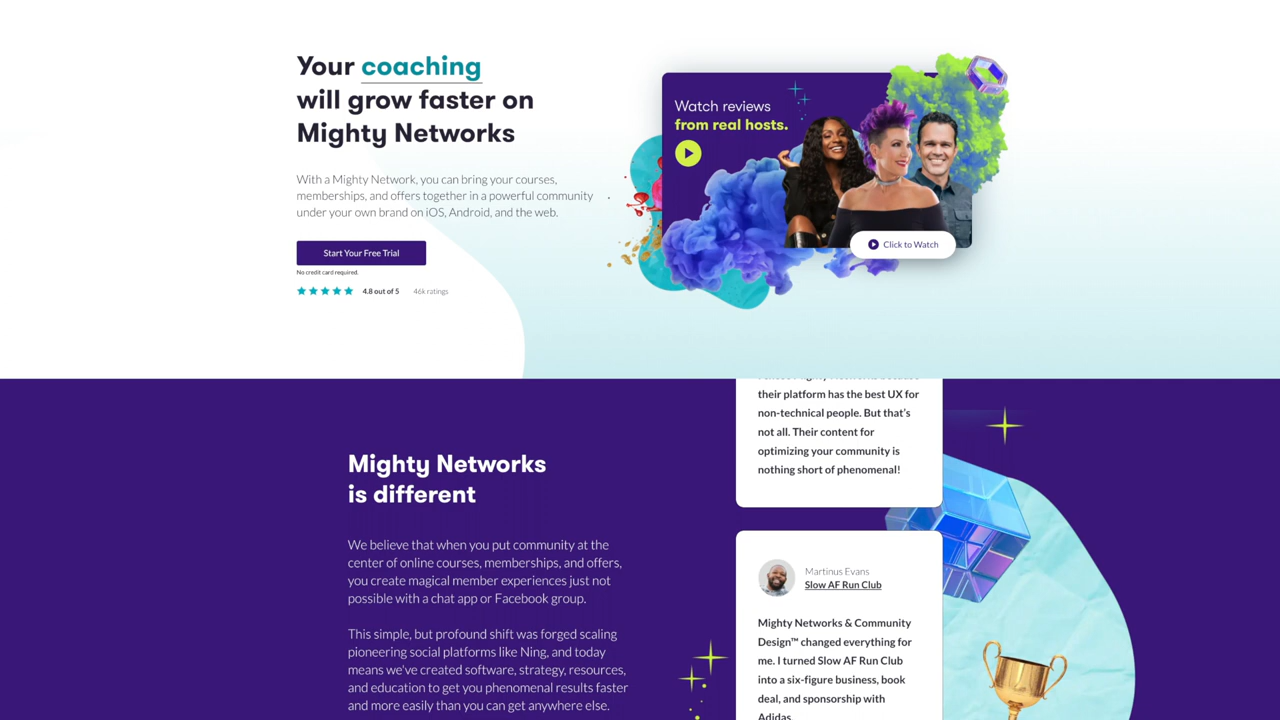 Your coaching
will grow faster on
Mighty Networks
With a Mighty Network, you can bring your courses,
memberships, and offers together in a powerful community
under your own brand on iOS, Android, and the web.
Start Your Free Trial
No credit card required.
4.8 out of 5
46k ratings
Watch reviews
from real hosts.
Click to Watch
Mighty Networks
is different
We believe that when you put community at the
center of online courses, memberships, and offers,
you create magical member experiences just not
possible with a chat app or Facebook group.
This simple, but profound shift was forged scaling
pioneering social platforms like Ning, and today
means we've created software, strategy, resources,
and education to get you phenomenal results faster
and more easily than you can get anywhere else.
their platform has the best UX for
non-technical people. But that's
not all. Their content for
optimizing your community is
nothing short of phenomenal!
Martinus Evans
Slow AF Run Club
Mighty Networks & Community
Design™ changed everything for
me. I turned Slow AF Run Club
into a six-figure business, book
deal, and sponsorship with
Adidas.